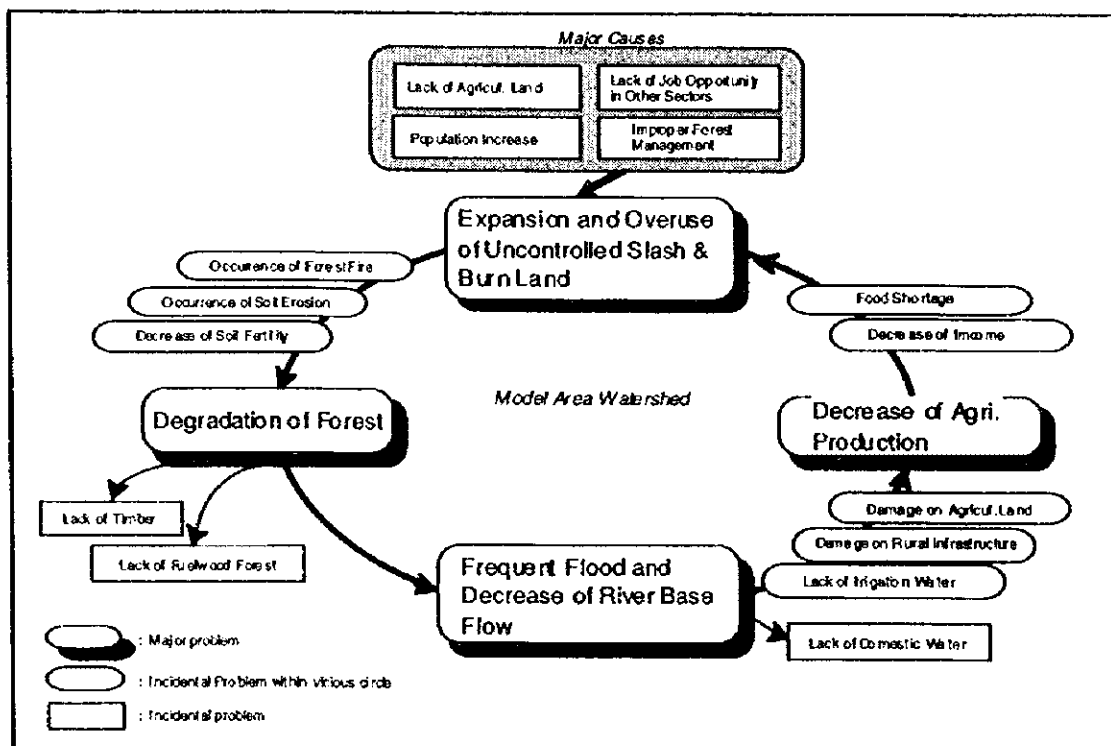 Major Causes
Lack of Agricul. Land
Lack of Job Opportunity
in Other Sectors
Population Increase
Improper Forest
Management
Expansion and Overuse
of Uncontrolled Slash &
Burn Land
Occurrence of Forest Fire
Occurrence of Soil Erosion
Decrease of Soil Fertility
Food Shortage
Decrease of Income
Model Area Watershed
Degradation of Forest
Decrease of Agri.
Production
Lack of Timber
Lack of Fuelwood Forest
Damage on Agricul. Land
Damage on Rural Infrastructure
Lack of Irrigation Water
Frequent Flood and
Decrease of River Base
Flow
Lack of Domestic Water
: Major problem
: Incidental Problem within vicious circle
: Incidental problem